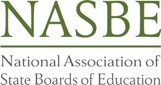 NASBE
National Association of
State Boards of Education